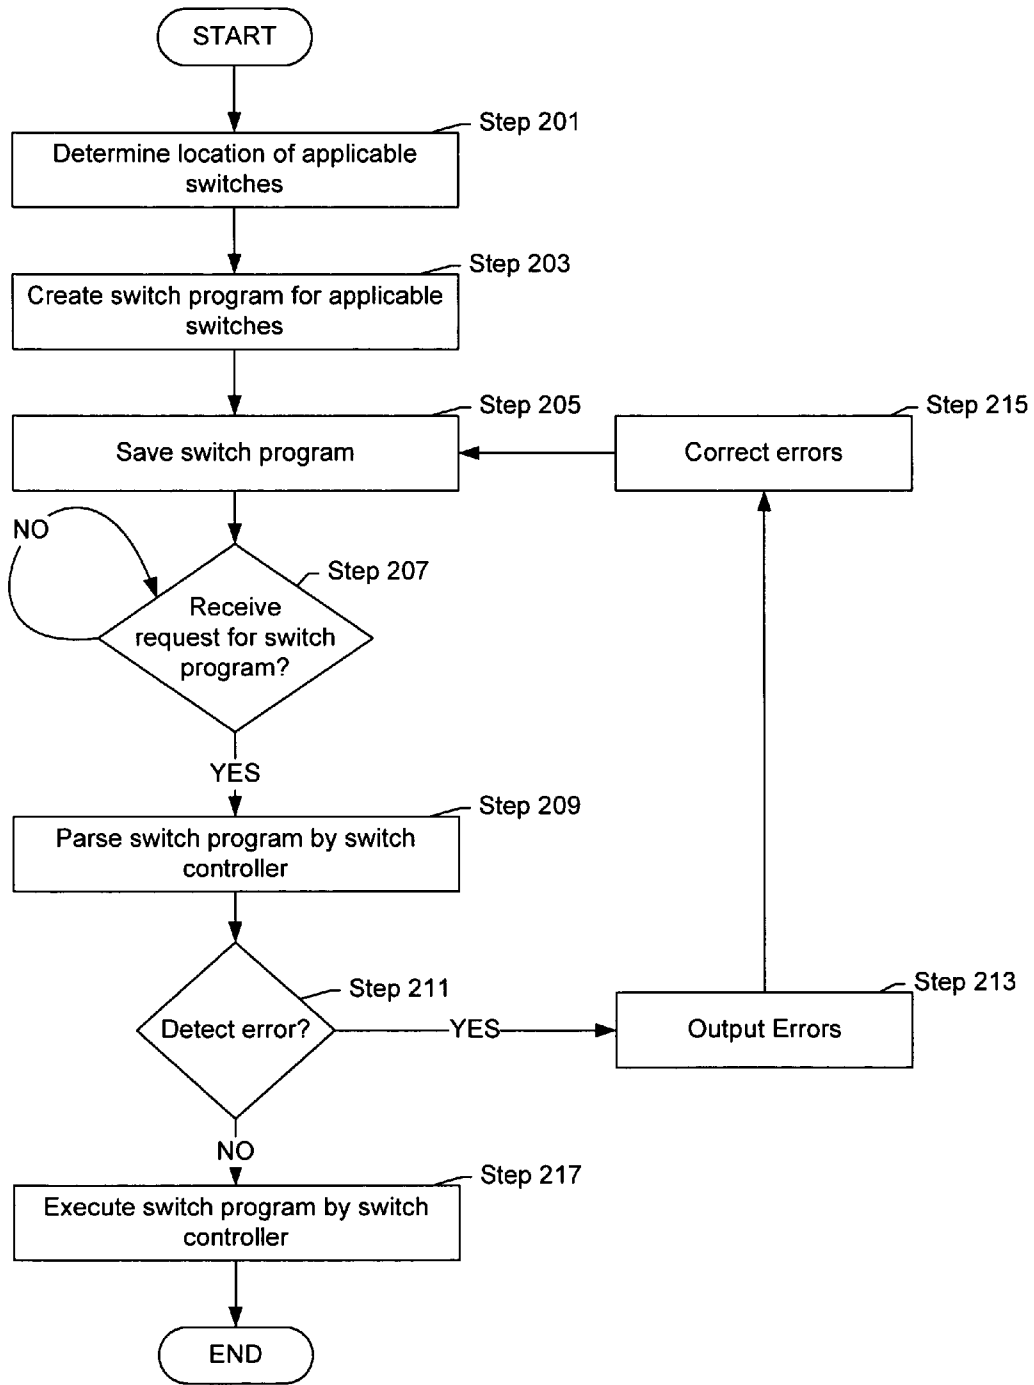 START
Step 201
Determine location of applicable
switches
Step 203
Create switch program for applicable
switches
Step 205
Save switch program
Step 215
Correct errors
NO
Step 207
Receive
request for switch
program?
YES
Step 209
Parse switch program by switch
controller
Step 211
Detect error?
YES
Step 213
Output Errors
NO
Step 217
Execute switch program by switch
controller
END